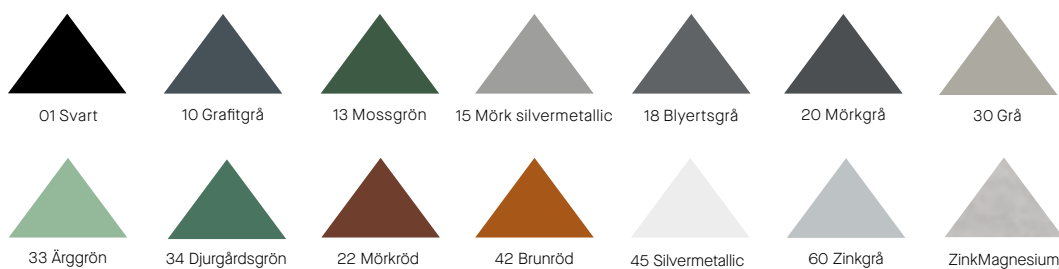 01 Svart
10 Grafitgrå
13 Mossgrön
15 Mörk silvermetallic
18 Blyertsgrå
20 Mörkgrå
30 Grå
33 Ärggrön
34 Djurgårdsgrön
22 Mörkröd
42 Brunröd
45 Silvermetallic
60 Zinkgrå
ZinkMagnesium